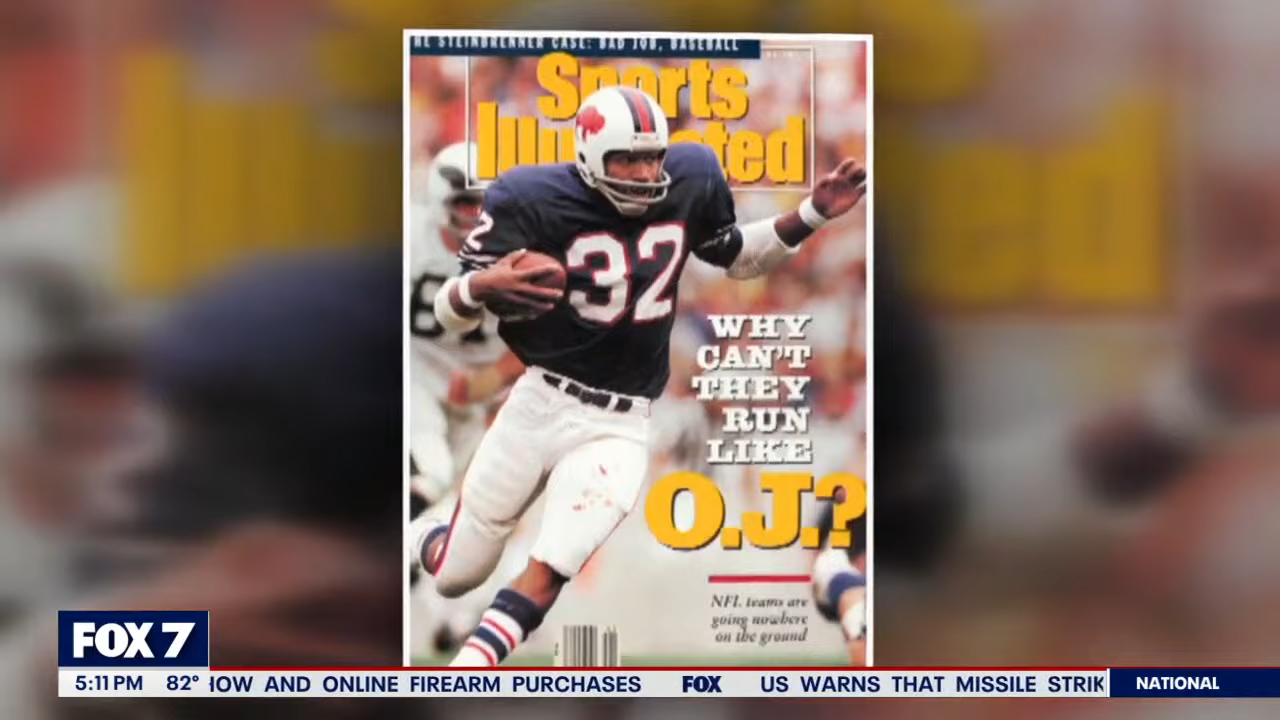 HE STEINBRENNER CASE: BAD JOB, BASEBALL
Sports
Illustrated
32
2
WHY
CAN'T
THEY
RUN
LIKE
O.J.?
NFL teams are
going nowhere
on the ground
FOX 7
5:11 PM 82° HOW AND ONLINE FIREARM PURCHASES FOX US WARNS THAT MISSILE STRIK NATIONAL